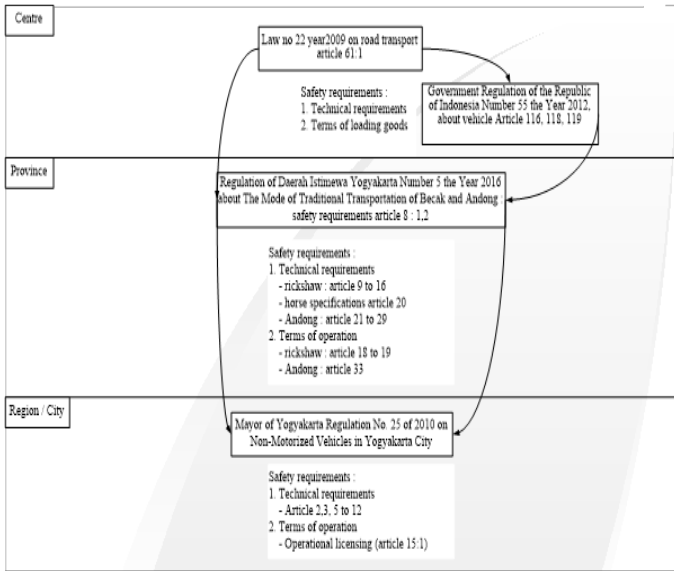 Centre
Law no 22 year2009 on road transport
article 61:1
Safety requirements :
1. Technical requirements
2. Terms of loading goods
Government Regulation of the Republic
of Indonesia Number 55 the Year 2012,
about vehicle Article 116, 118, 119
Province
Regulation of Daerah Istimewa Yogyakarta Number 5 the Year 2016
about The Mode of Traditional Transportation of Becak and Andong :
safety requirements article 8 : 1,2
Safety requirements :
1. Technical requirements
- rickshaw : article 9 to 16
- horse specifications article 20
- Andong : article 21 to 29
2. Terms of operation
- rickshaw : article 18 to 19
- Andong : article 33
Region / City
Mayor of Yogyakarta Regulation No. 25 of 2010 on
Non-Motorized Vehicles in Yogyakarta City
Safety requirements :
1. Technical requirements
- Article 2,3, 5 to 12
2. Terms of operation
- Operational licensing (article 15:1)